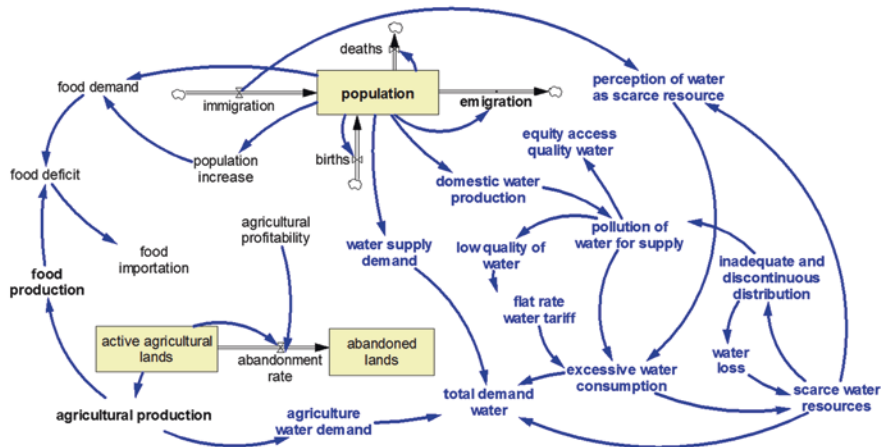 deaths
food demand
immigration
population
emigration
perception of water
as scarce resource
equity access
quality water
population
increase
births
food deficit
domestic water
production
agricultural
profitability
water supply
demand
low quality of
water
pollution of
water for supply
food
importation
food
production
inadequate and
discontinuous
distribution
flat rate
water tariff
active agricultural
lands
abandonment
rate
abandoned
lands
water
loss
excessive water
consumption
scarce water
resources
total demand
water
agricultural production
agriculture
water demand